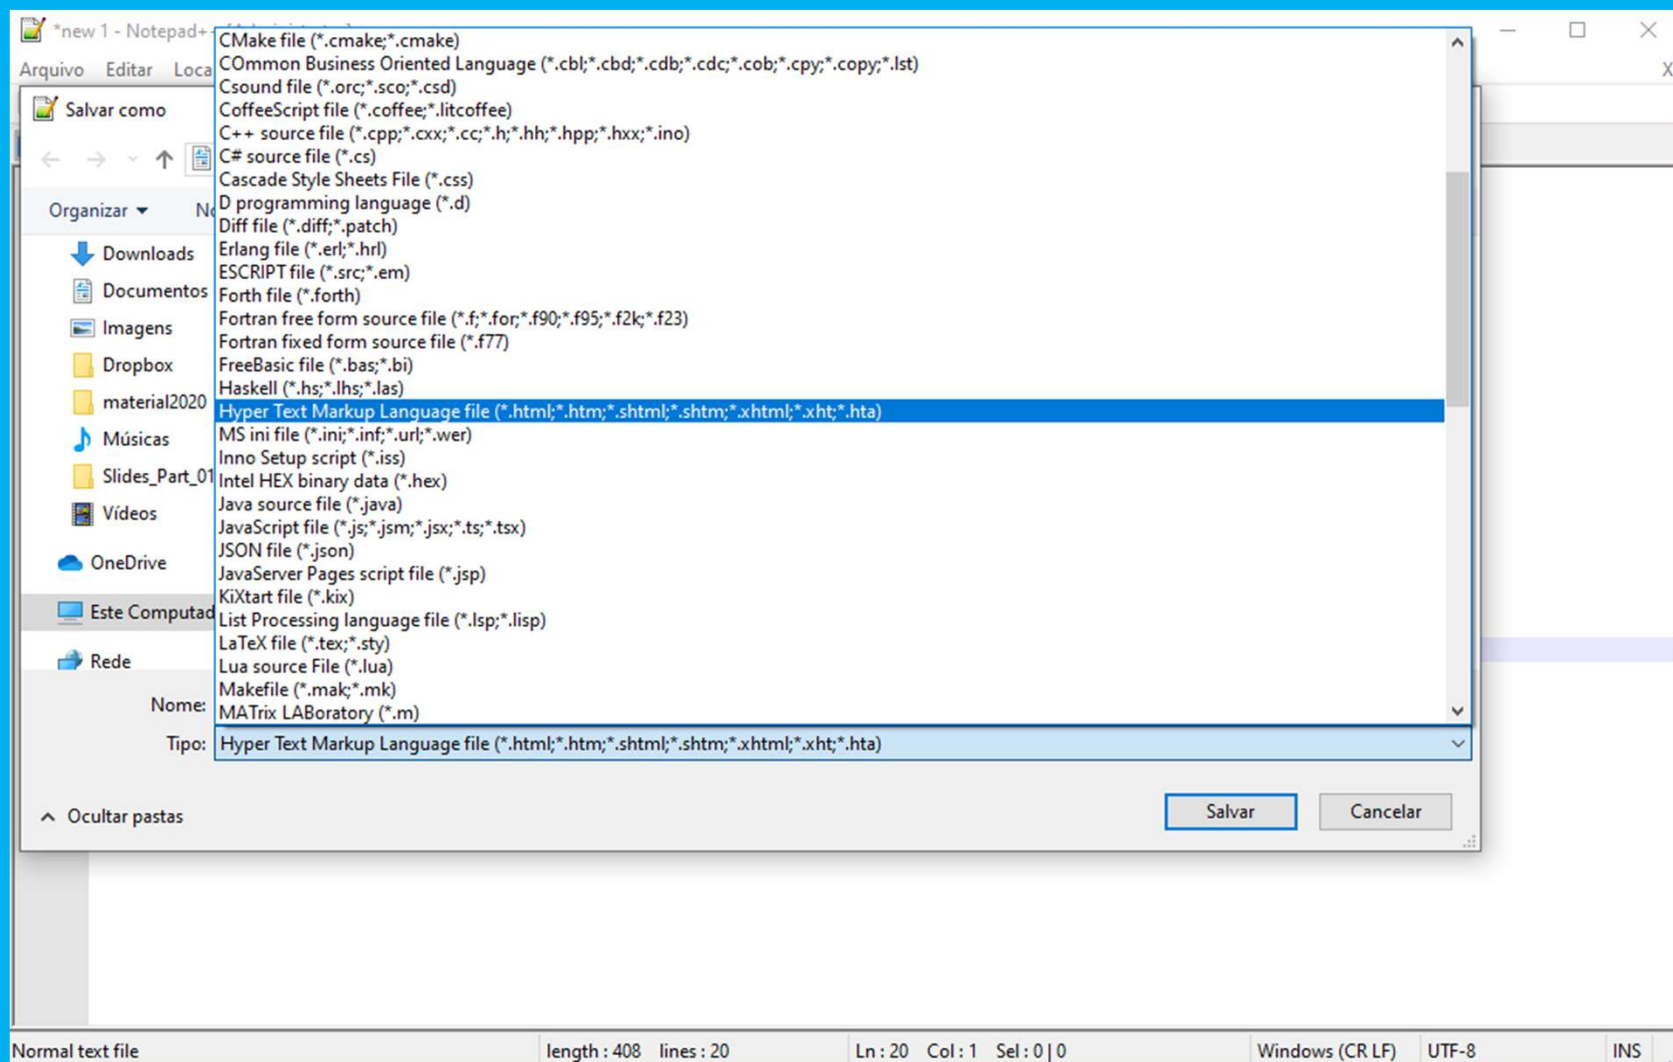 *new 1 - Notepad+
Arquivo Editar Loca
X
Salvar como
Organizar
Downloads
Documentos
Imagens
Dropbox
material2020
Músicas
Slides_Part_01
Vídeos
OneDrive
Este Computad
Rede
CMake file (*.cmake;*.cmake)
COmmon Business Oriented Language (*.cbl;*.cbd;*.cdb;*.cdc;*.cob;*.cpy;*.copy;*.lst)
Csound file (*.orc;*.sco;*.csd)
CoffeeScript file (*.coffee;*.litcoffee)
C++ source file (*.cpp;*.cxx;*.cc;*.h;*.hh;*.hpp;*.hxx;*.ino)
C# source file (*.cs)
Cascade Style Sheets File (*.css)
D programming language (*.d)
Diff file (*.diff;*.patch)
Erlang file (*.erl;*.hrl)
ESCRIPT file (*.src;*.em)
Forth file (*.forth)
Fortran free form source file (*.f;*.for;*.f90;*.f95;*.f2k;*.f23)
Fortran fixed form source file (*.f77)
FreeBasic file (*.bas;*.bi)
Haskell (*.hs;*.lhs;*.las)
Hyper Text Markup Language file (*.html;*.htm;*.shtml;*.shtm;*.xhtml;*.xht;*.hta)
MS ini file (*.ini;*.inf;*.url;*.wer)
Inno Setup script (*.iss)
Intel HEX binary data (*.hex)
Java source file (*.java)
JavaScript file (*.js;*.jsm;*.jsx;*.ts;*.tsx)
JSON file (*.json)
JavaServer Pages script file (*.jsp)
KiXtart file (*.kix)
List Processing language file (*.lsp;*.lisp)
LaTeX file (*.tex;*.sty)
Lua source File (*.lua)
Makefile (*.mak;*.mk)
MATrix LABoratory (*.m)
Nome:
Tipo: Hyper Text Markup Language file (*.html;*.htm;*.shtml;*.shtm;*.xhtml;*.xht;*.hta)
Ocultar pastas
Salvar Cancelar
Normal text file length : 408 lines : 20 Ln : 20 Col : 1 Sel : 0 | 0 Windows (CR LF) UTF-8 INS